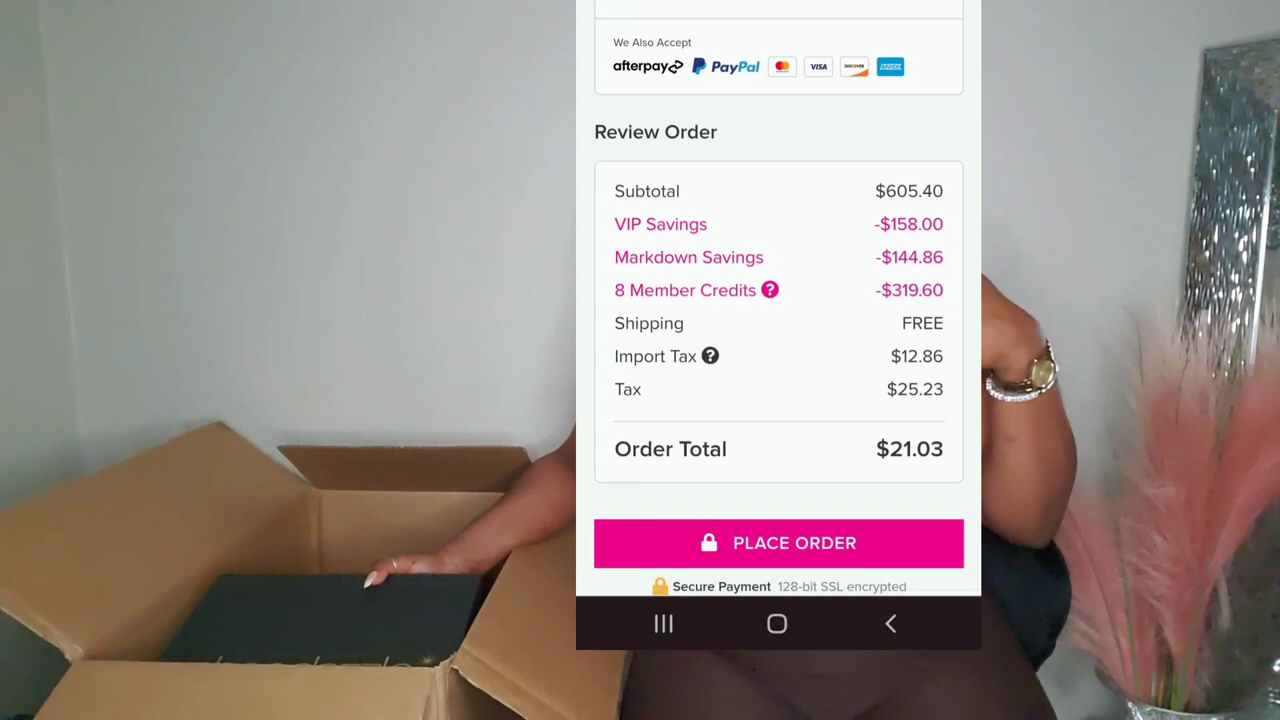 We Also Accept
afterpay PayPal VISA DISCOVER AMEX
Review Order
Subtotal $605.40
VIP Savings -$158.00
Markdown Savings -$144.86
8 Member Credits ? -$319.60
Shipping FREE
Import Tax ? $12.86
Tax $25.23
Order Total $21.03
PLACE ORDER
Secure Payment 128-bit SSL encrypted